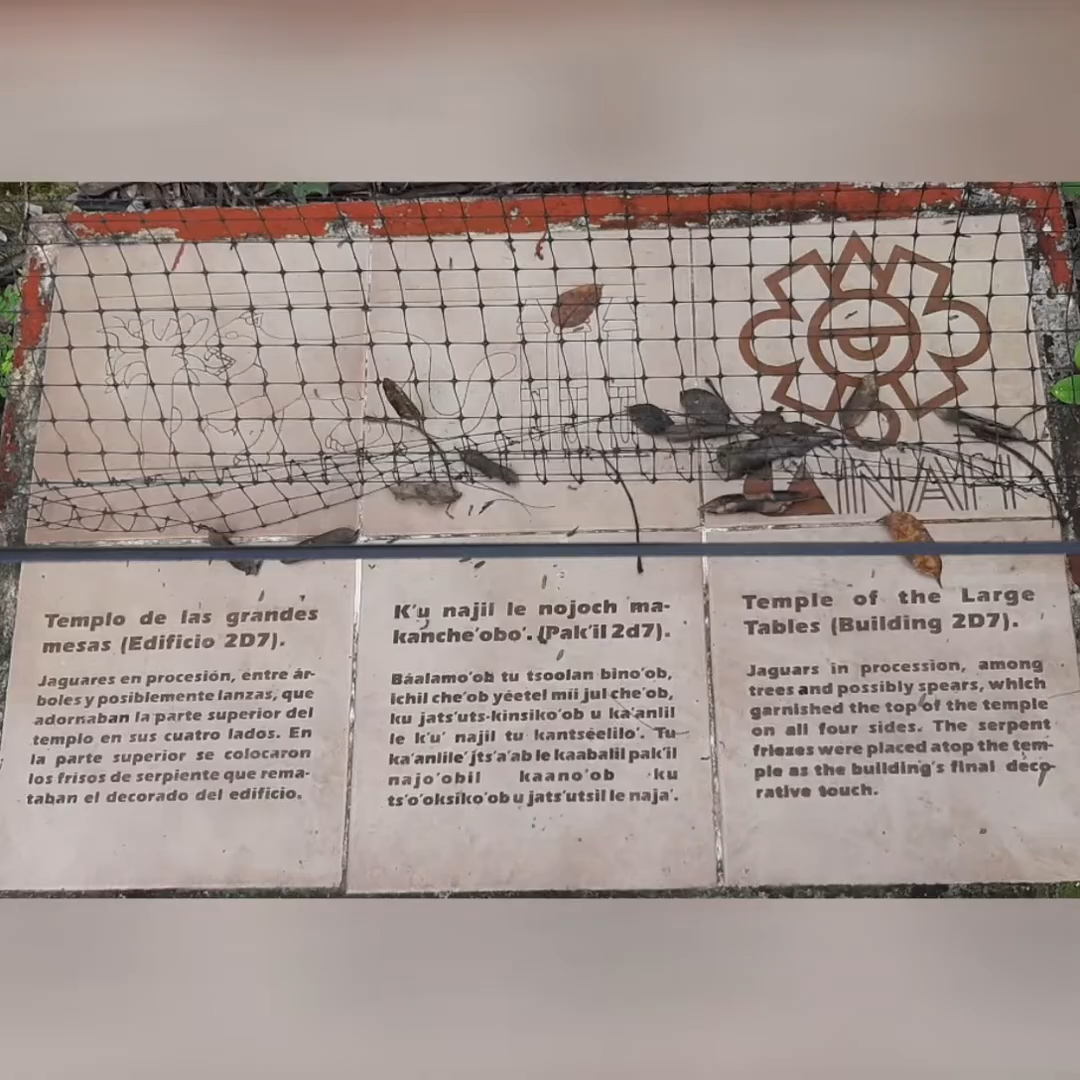 INAH
Templo de las grandes
mesas (Edificio 2D7).
Jaguares en procesión, entre ár-
boles y posiblemente lanzas, que
adornaban la parte superior del
templo en sus cuatro lados. En
la parte superior se colocaron
los frisos de serpiente que rema-
taban el decorado del edificio.
K'u najil le nojoch ma-
kanche'obo'. (Pak'il 2d7).
Báalamo'ob tu tsoolan bino'ob,
ichil che'ob yéetel mii jul che'ob,
ku jats'uts-kinsiko'ob u ka'anlil
le k'u' najil tu kantséelilo'. Tu
ka'anlile' jts'a'ab le kaabalil pak'il
najo'obil kaano'ob ku
ts'o'oksiko'ob u jats'utsil le naja'.
Temple of the Large
Tables (Building 2D7).
Jaguars in procession, among
trees and possibly spears, which
garnished the top of the temple
on all four sides. The serpent
friezes were placed atop the tem-
ple as the building's final deco-
rative touch.